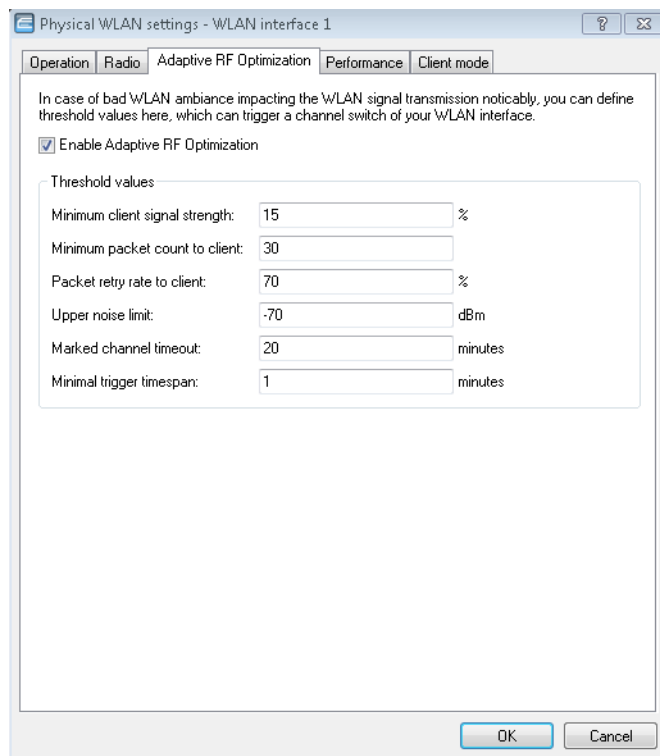 Physical WLAN settings - WLAN interface 1
Operation Radio Adaptive RF Optimization Performance Client mode
In case of bad WLAN ambiance impacting the WLAN signal transmission noticably, you can define
threshold values here, which can trigger a channel switch of your WLAN interface.
Enable Adaptive RF Optimization
Threshold values
Minimum client signal strength: 15 %
Minimum packet count to client: 30
Packet retry rate to client: 70 %
Upper noise limit: -70 dBm
Marked channel timeout: 20 minutes
Minimal trigger timespan: 1 minutes
OK Cancel